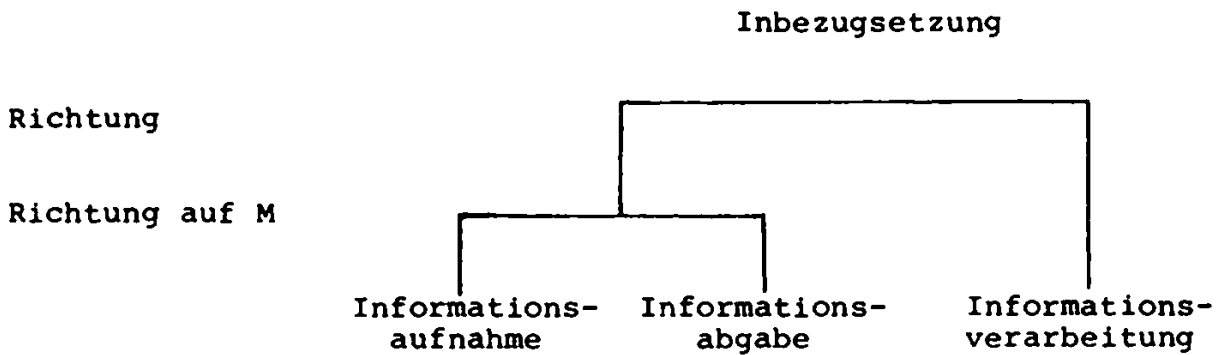 Inbezugsetzung
Richtung
Richtung auf M
Informations- Informations- Informations-
aufnahme abgabe verarbeitung